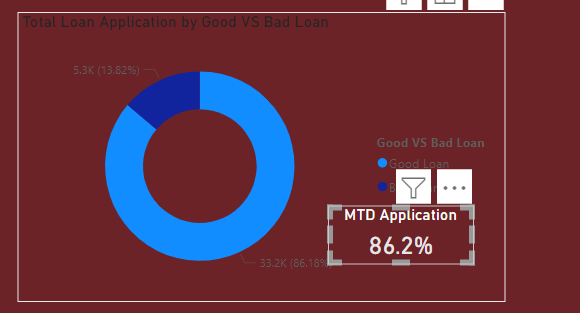 Total Loan Application by Good VS Bad Loan
5.3K (13.82%)
Good VS Bad Loan
Good Loan
MTD Application
86.2%
33.2K (86.18%